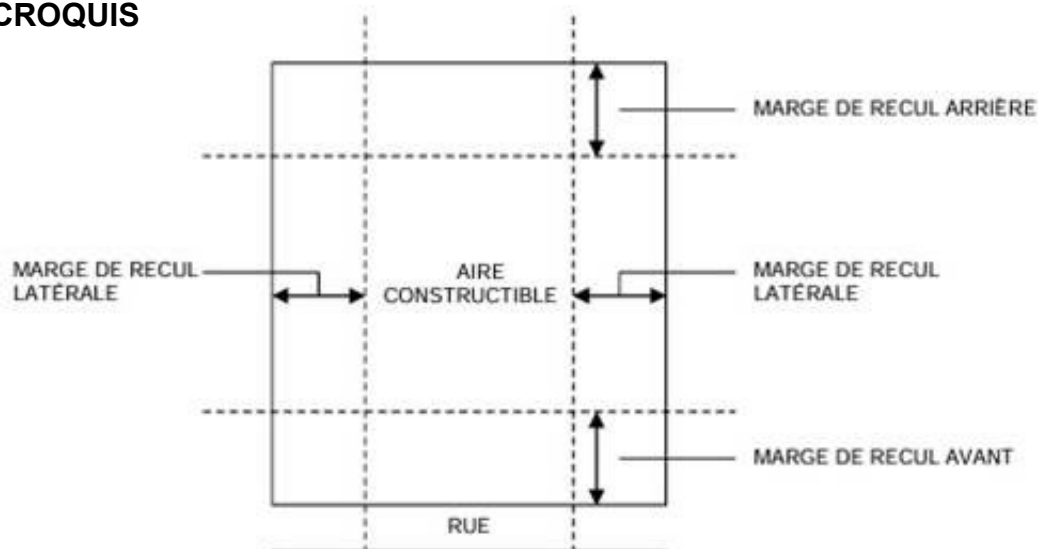 CROQUIS
MARGE DE RECUL ARRIÈRE
MARGE DE RECUL
LATÉRALE
AIRE
CONSTRUCTIBLE
MARGE DE RECUL
LATÉRALE
MARGE DE RECUL AVANT
RUE